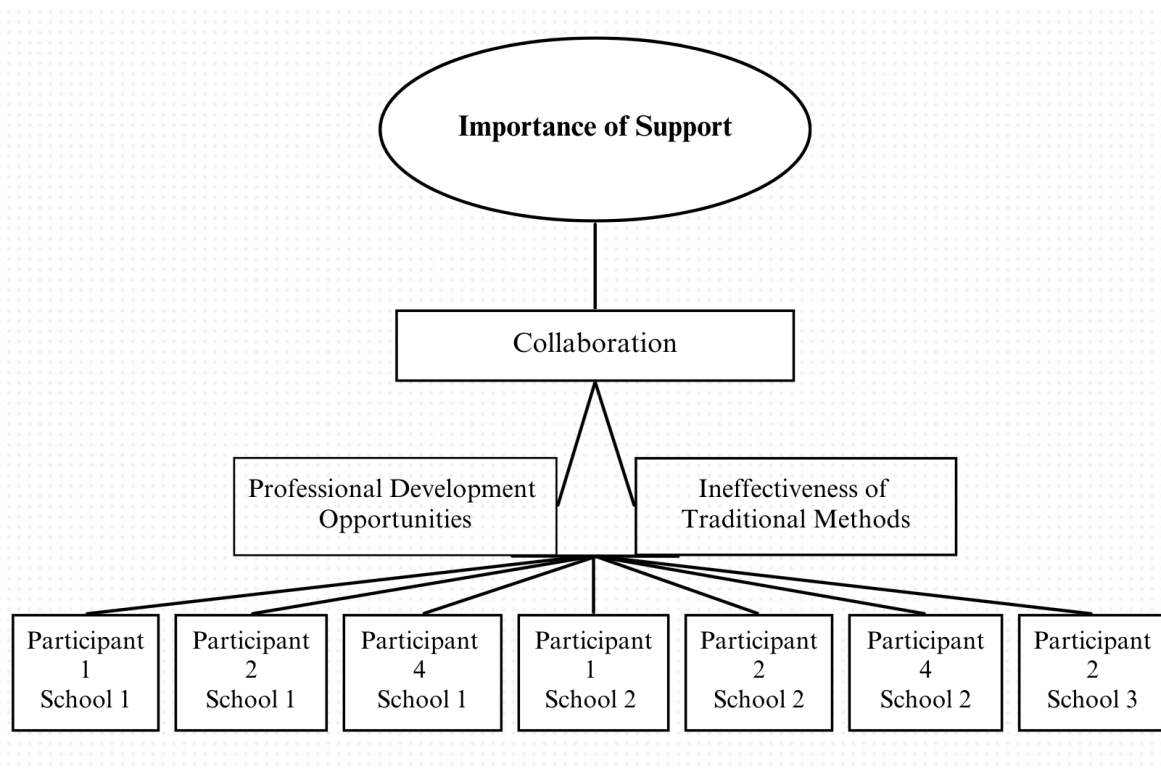 Importance of Support
Collaboration
Professional Development
Opportunities
Ineffectiveness of
Traditional Methods
Participant
1
School 1
Participant
2
School 1
Participant
4
School 1
Participant
1
School 2
Participant
2
School 2
Participant
4
School 2
Participant
2
School 3